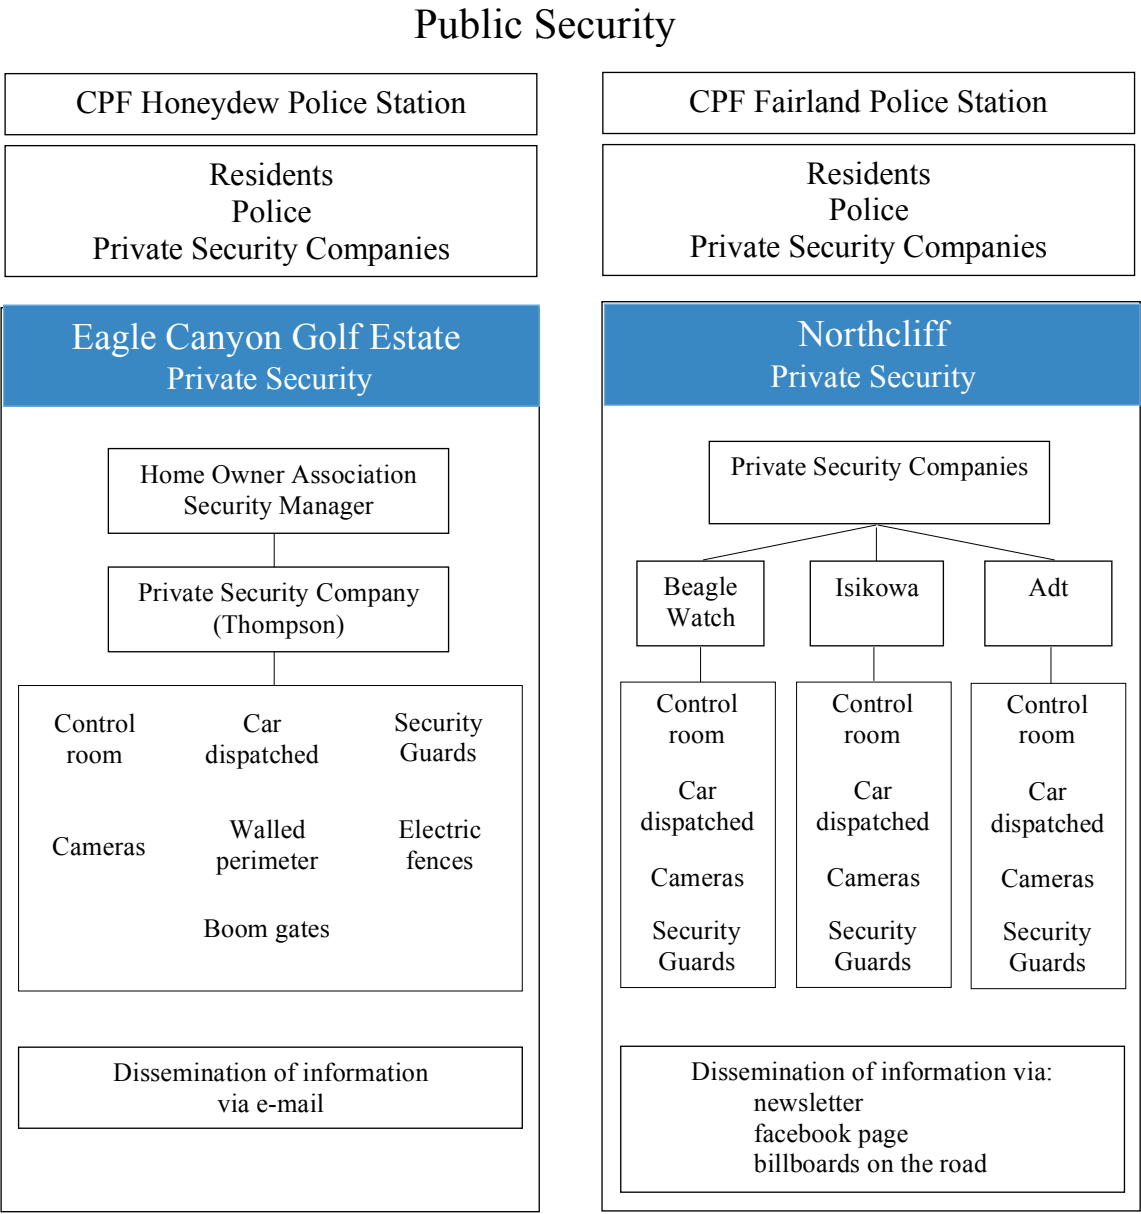 Public Security
CPF Honeydew Police Station
Residents
Police
Private Security Companies
Eagle Canyon Golf Estate
Private Security
Home Owner Association
Security Manager
Private Security Company
(Thompson)
Control
room
Car
dispatched
Security
Guards
Cameras
Walled
perimeter
Electric
fences
Boom gates
Dissemination of information
via e-mail
CPF Fairland Police Station
Residents
Police
Private Security Companies
Northcliff
Private Security
Private Security Companies
Beagle
Watch
Isikowa
Adt
Control
room
Car
dispatched
Cameras
Security
Guards
Control
room
Car
dispatched
Cameras
Security
Guards
Control
room
Car
dispatched
Cameras
Security
Guards
Dissemination of information via:
newsletter
facebook page
billboards on the road